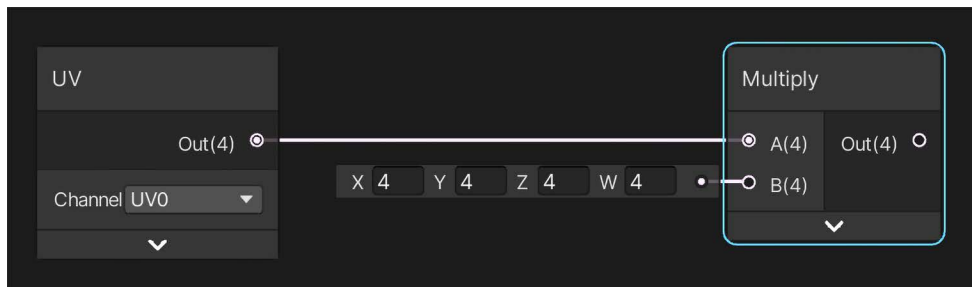 UV
Multiply
Out(4)
A(4)
Out(4)
X 4 Y 4 Z 4 W 4
B(4)
Channel UV0